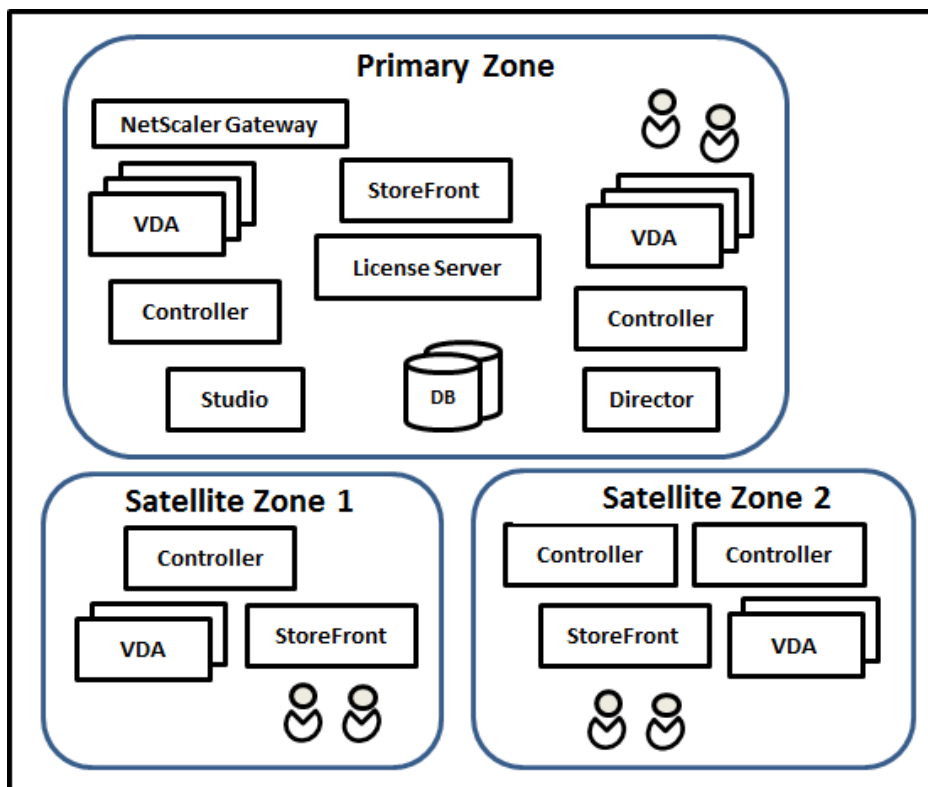 Primary Zone
NetScaler Gateway
StoreFront
VDA
VDA
License Server
Controller
Controller
Studio
DB
Director
Satellite Zone 1
Controller
VDA
StoreFront
Satellite Zone 2
Controller
Controller
StoreFront
VDA